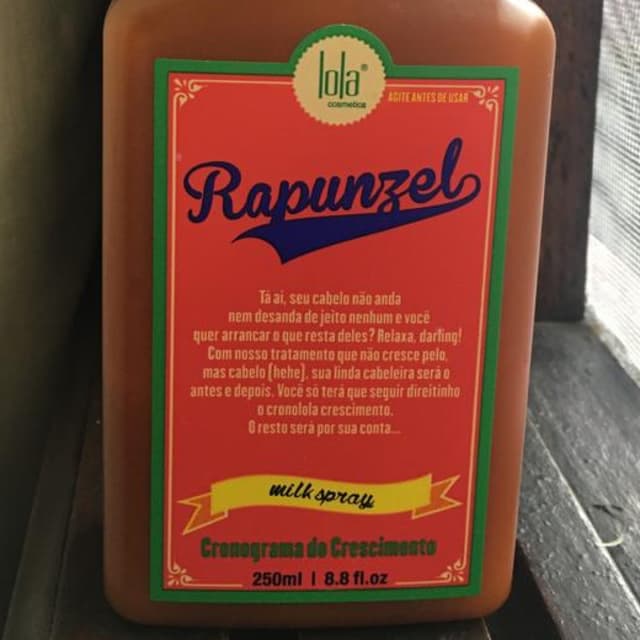 lola®
cosmetics
AGITE ANTES DE USAR
Rapunzel
Tá aí, seu cabelo não anda
nem desanda de jeito nenhum e você
quer arrancar o que resta deles? Relaxa, darling!
Com nosso tratamento que não cresce pelo,
mas cabelo (hehe), sua linda cabeleira será o
antes e depois. Você só terá que seguir direitinho
o cronolola crescimento.
O resto será por sua conta...
milk spray
Cronograma do Crescimento
250ml | 8.8 fl.oz